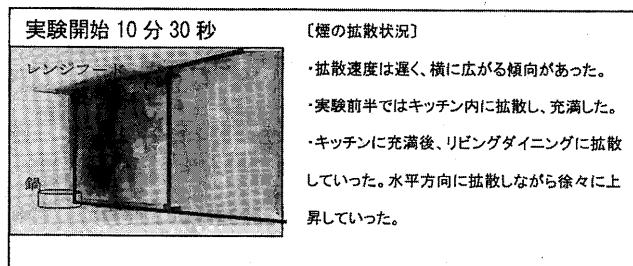 実験開始 10 分 30 秒
レンジフード
鍋
〔煙の拡散状況〕
・拡散速度は遅く、横に広がる傾向があった。
・実験前半ではキッチン内に拡散し、充満した。
・キッチンに充満後、リビングダイニングに拡散
していった。水平方向に拡散しながら徐々に上
昇していった。